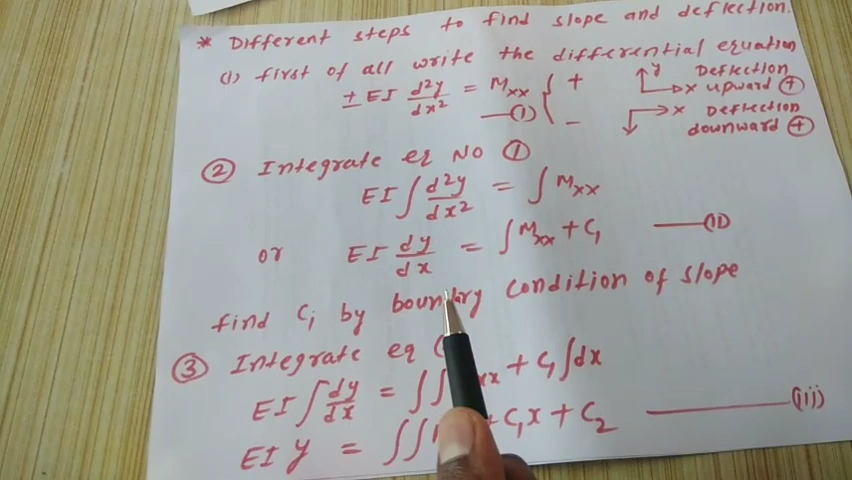 * Different steps to find slope and deflection.
(1) first of all write the differential equation
± EI d²y/dx² = Mxx —(1) { + y x Deflection upward (+)
− x Deflection downward (+)
(2) Integrate eq NO (1)
EI ∫ d²y/dx² = ∫ Mxx
or EI dy/dx = ∫ Mxx + C1 —(ii)
find C1 by boundary condition of slope
(3) Integrate eq
EI ∫ dy/dx = ∫∫ xx + C1 ∫dx
EI y = ∫∫ + C1x + C2 —(iii)